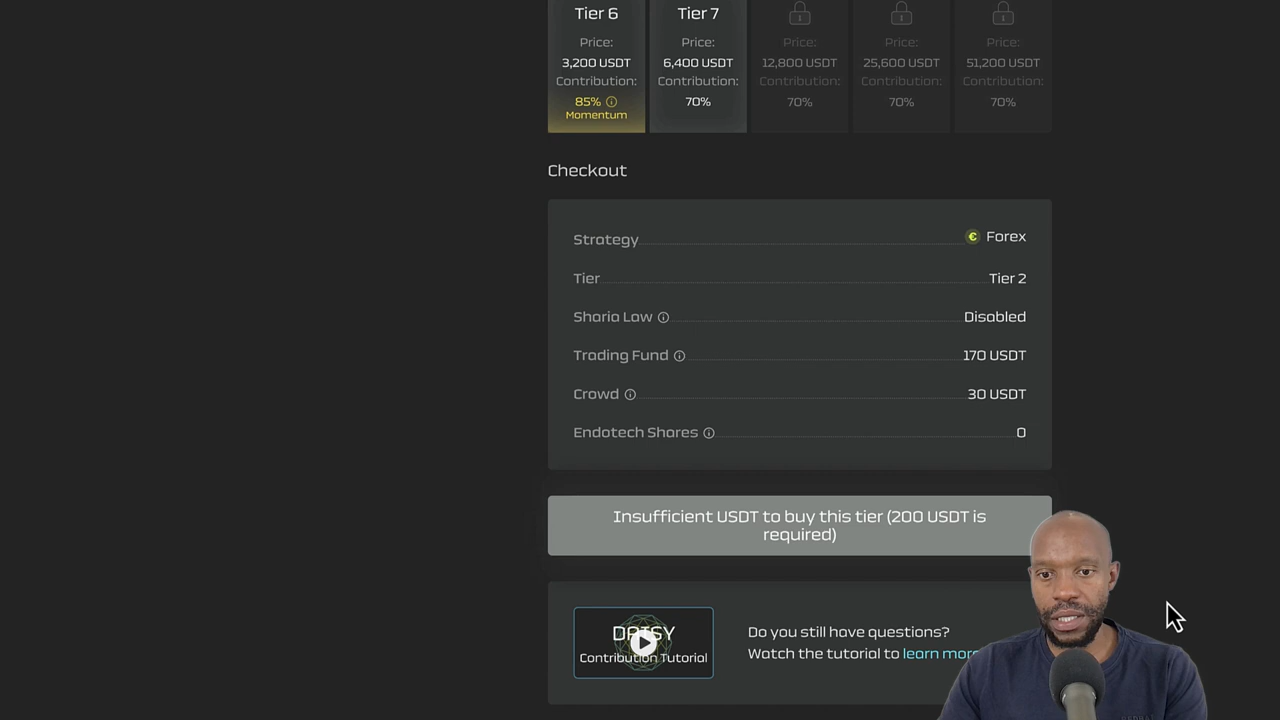 Tier 6
Price:
3,200 USDT
Contribution:
85%
Momentum
Tier 7
Price:
6,400 USDT
Contribution:
70%
Price:
12,800 USDT
Contribution:
70%
Price:
25,600 USDT
Contribution:
70%
Price:
51,200 USDT
Contribution:
70%
Checkout
Strategy € Forex
Tier Tier 2
Sharia Law Disabled
Trading Fund 170 USDT
Crowd 30 USDT
Endotech Shares 0
Insufficient USDT to buy this tier (200 USDT is
required)
DAISY
Contribution Tutorial
Do you still have questions?
Watch the tutorial to learn more